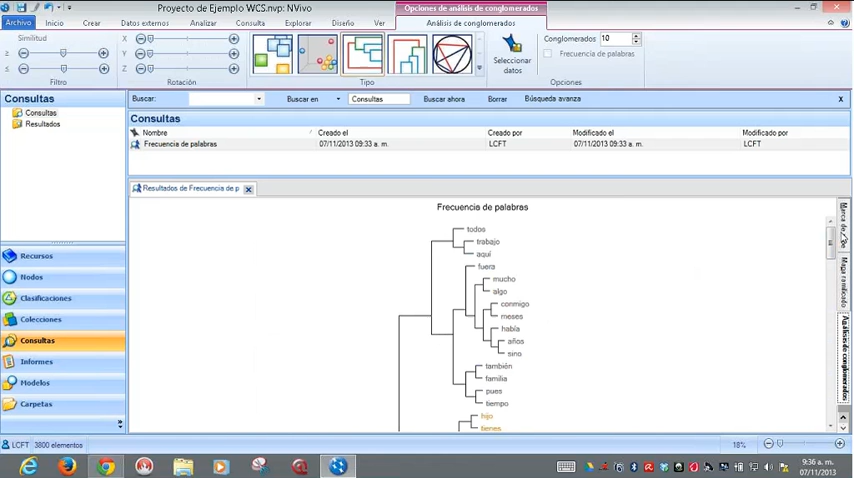 Proyecto de Ejemplo WCS.nvp: NVivo
Opciones de análisis de conglomerados
Archivo Inicio Crear Datos externos Analizar Consulta Explorar Diseño Ver Análisis de conglomerados
Similitud
≥
≤
Filtro
X
Y
Z
Rotación
Tipo
Seleccionar
datos
Conglomerados 10
Frecuencia de palabras
Opciones
Consultas
Consultas
Resultados
Buscar: Buscar en Consultas Buscar ahora Borrar Búsqueda avanza x
Consultas
Nombre Creado el Creado por Modificado el Modificado por
Frecuencia de palabras 07/11/2013 09:33 a. m. LCFT 07/11/2013 09:33 a. m. LCFT
Resultados de Frecuencia de p
Frecuencia de palabras
todos
trabajo
aquí
fuera
mucho
algo
conmigo
meses
había
años
sino
también
familia
pues
tiempo
hijo
tienes
Mapa ramificado
Análisis de conglomerados
Recursos
Nodos
Clasificaciones
Colecciones
Consultas
Informes
Modelos
Carpetas
LCFT 3800 elementos
18%
9:36 a. m.
07/11/2013